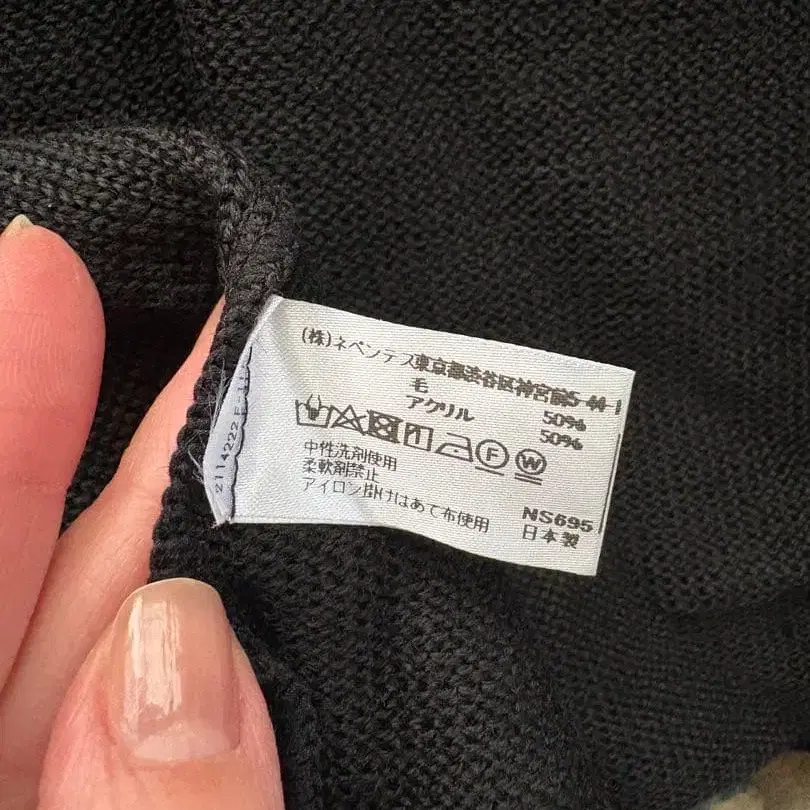 (株)ネペンテス東京都渋谷区神宮前5-44-1
毛 50%
アクリル 50%
中性洗剤使用
柔軟剤禁止
アイロン掛けはあて布使用
NS695
日本製
2114222